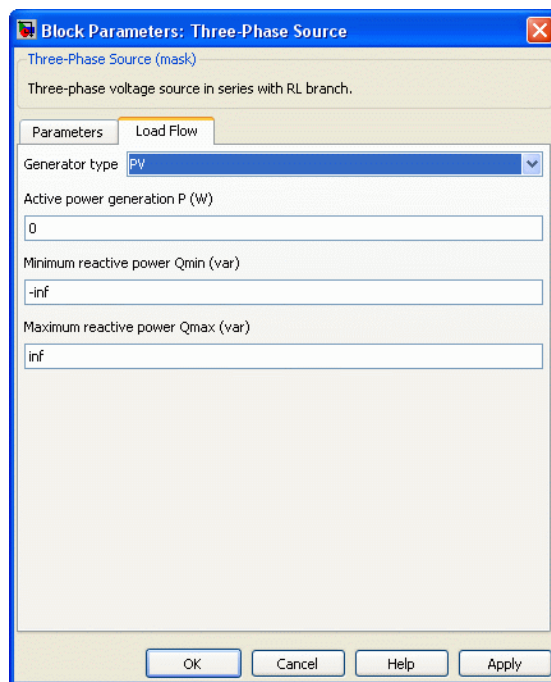 Block Parameters: Three-Phase Source
Three-Phase Source (mask)
Three-phase voltage source in series with RL branch.
Parameters Load Flow
Generator type PV
Active power generation P (W)
0
Minimum reactive power Qmin (var)
-inf
Maximum reactive power Qmax (var)
inf
OK Cancel Help Apply